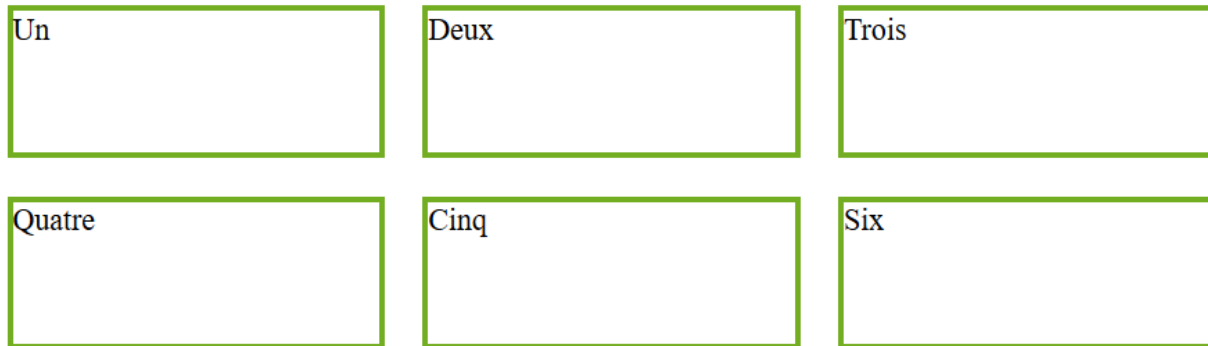 Un
Deux
Trois
Quatre
Cinq
Six